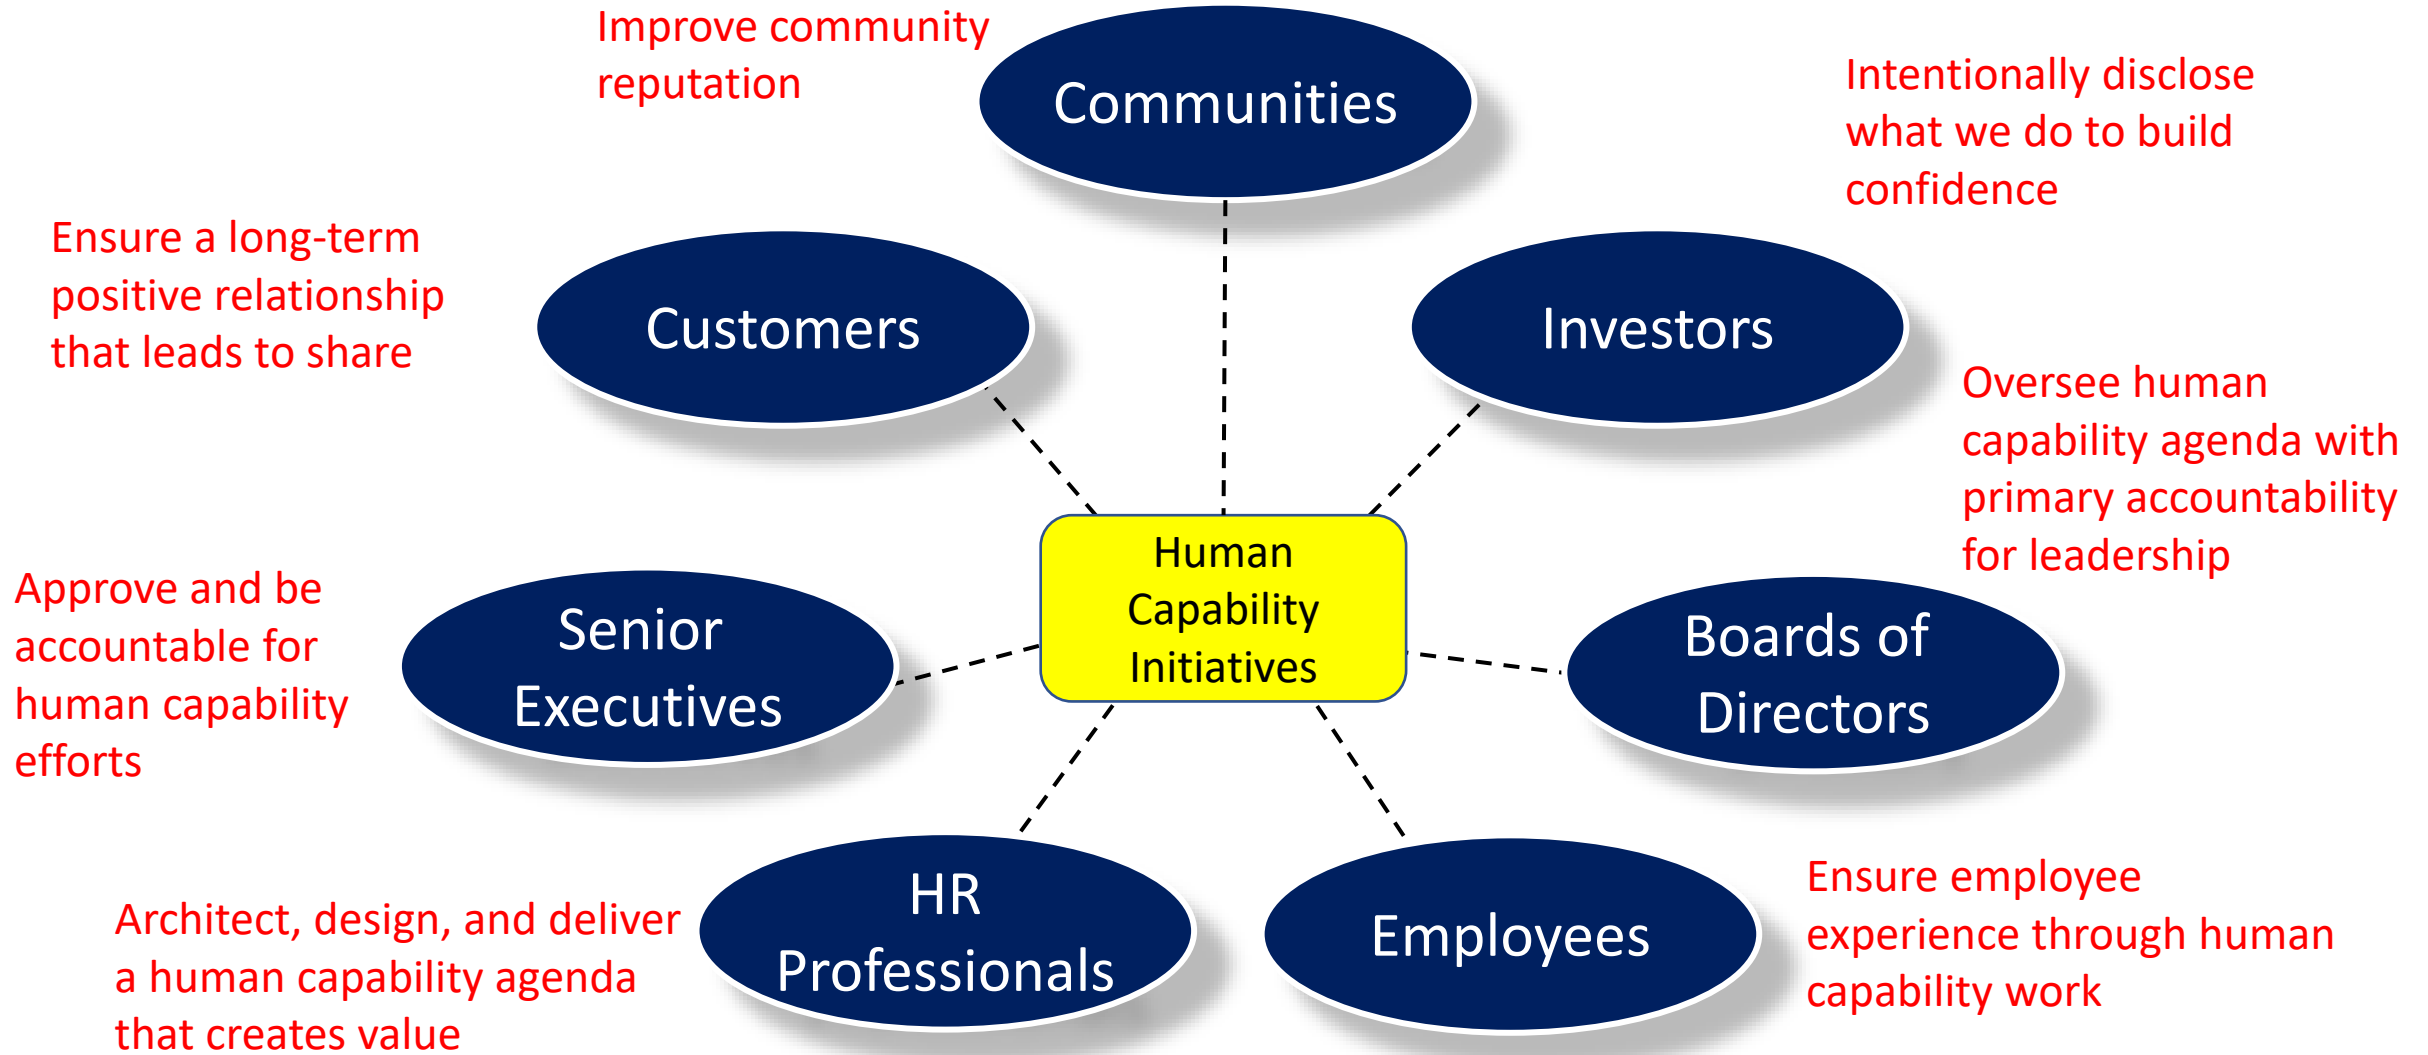 Improve community
reputation
Communities
Intentionally disclose
what we do to build
confidence
Ensure a long-term
positive relationship
that leads to share
Customers
Investors
Oversee human
capability agenda with
primary accountability
for leadership
Human
Capability
Initiatives
Approve and be
accountable for
human capability
efforts
Senior
Executives
Boards of
Directors
Architect, design, and deliver
a human capability agenda
that creates value
HR
Professionals
Employees
Ensure employee
experience through human
capability work